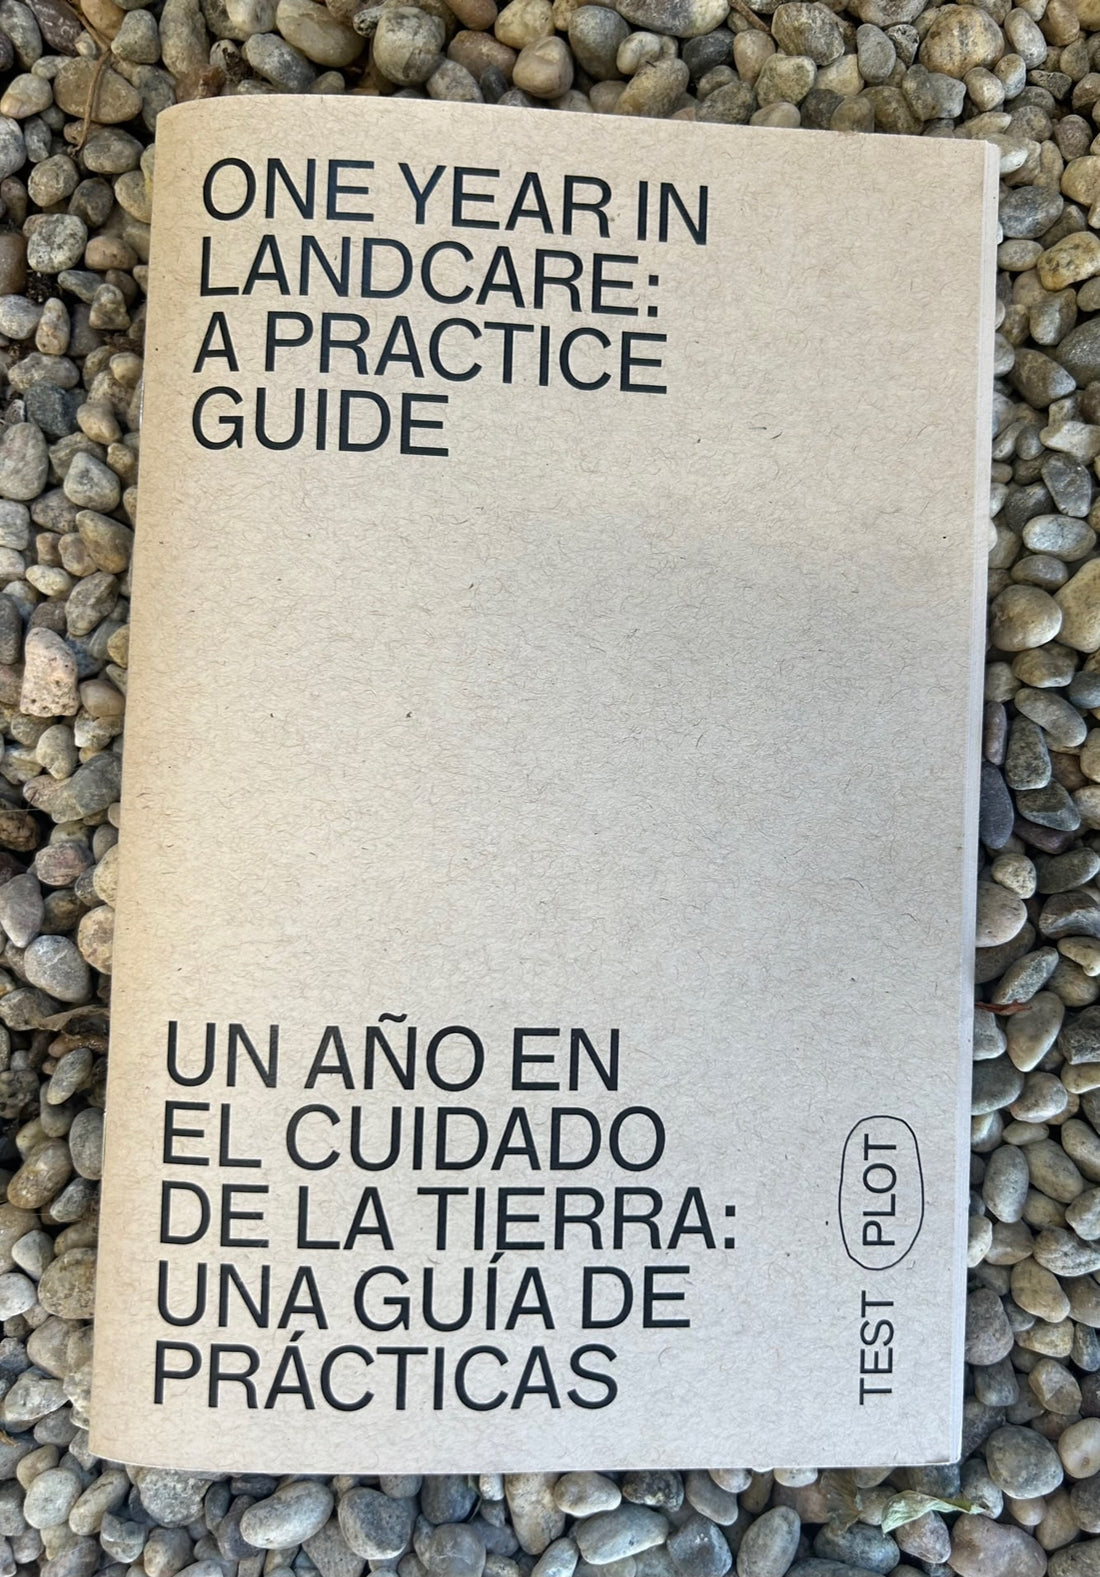 ONE YEAR IN
LANDCARE:
A PRACTICE
GUIDE
UN AÑO EN
EL CUIDADO
DE LA TIERRA:
UNA GUÍA DE
PRÁCTICAS
TEST PLOT